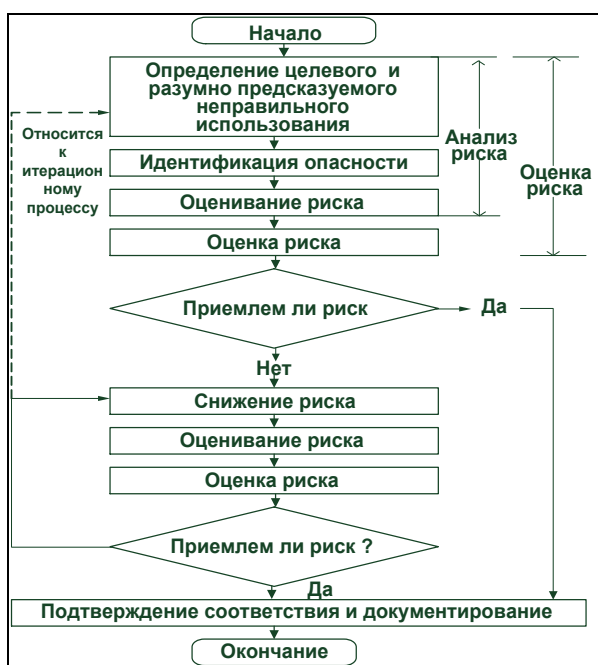 Начало
Определение целевого и
разумно предсказуемого
неправильного
использования
Относится
к
итерацион
ному
процессу
Анализ
риска
Оценка
риска
Идентификация опасности
Оценивание риска
Оценка риска
Приемлем ли риск
Да
Нет
Снижение риска
Оценивание риска
Оценка риска
Приемлем ли риск ?
Да
Подтверждение соответствия и документирование
Окончание